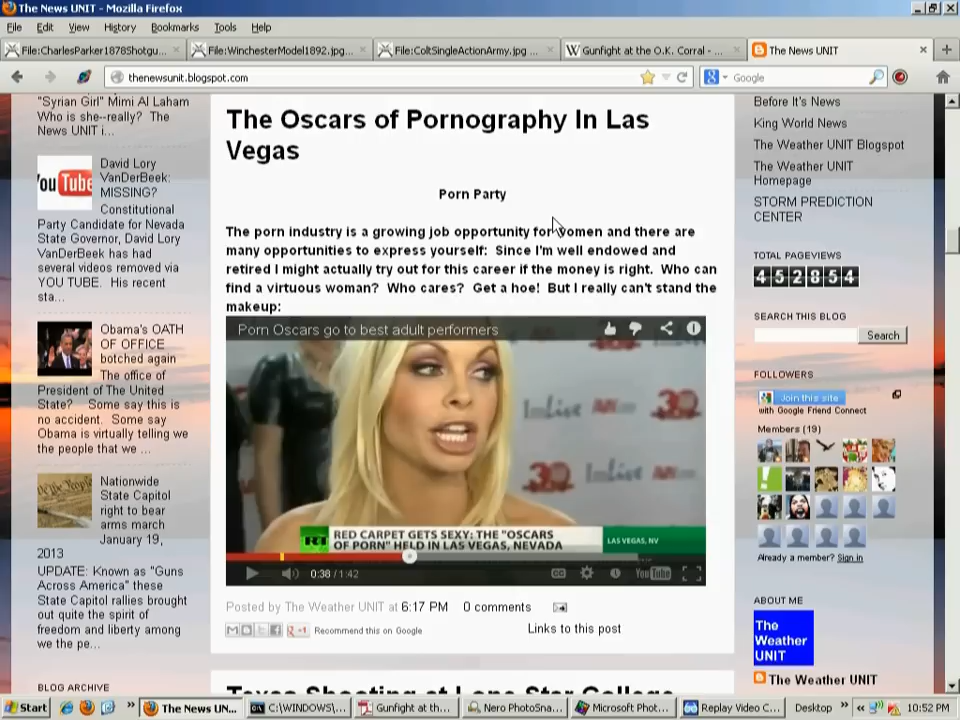 The News UNIT - Mozilla Firefox
File Edit View History Bookmarks Tools Help
File:CharlesParker1878Shotgu...
File:WinchesterModel1892.jpg...
File:ColtSingleActionArmy.jpg ...
Gunfight at the O.K. Corral - ...
The News UNIT
thenewsunit.blogspot.com
Google
"Syrian Girl" Mimi Al Laham
Who is she--really? The
News UNIT i...
You Tube
David Lory
VanDerBeek:
MISSING?
Constitutional
Party Candidate for Nevada
State Governor, David Lory
VanDerBeek has had
several videos removed via
YOU TUBE. His recent
sta...
Obama's OATH
OF OFFICE
botched again
The office of
President of The United
State? Some say this is
no accident. Some say
Obama is virtually telling we
the people that we ...
Nationwide
State Capitol
right to bear
arms march
January 19,
2013
UPDATE: Known as "Guns
Across America" these
State Capitol rallies brought
out quite the spirit of
freedom and liberty among
we the pe...
BLOG ARCHIVE
The Oscars of Pornography In Las
Vegas
Porn Party
The porn industry is a growing job opportunity for women and there are
many opportunities to express yourself: Since I'm well endowed and
retired I might actually try out for this career if the money is right. Who can
find a virtuous woman? Who cares? Get a hoe! But I really can't stand the
makeup:
Porn Oscars go to best adult performers
RT
RED CARPET GETS SEXY: THE "OSCARS
OF PORN" HELD IN LAS VEGAS, NEVADA
LAS VEGAS, NV
0:38 / 1:42
CC
YouTube
Posted by The Weather UNIT at 6:17 PM 0 comments
Links to this post
Recommend this on Google
Texas Shooting at Lone Star College
Before It's News
King World News
The Weather UNIT Blogspot
The Weather UNIT
Homepage
STORM PREDICTION
CENTER
TOTAL PAGEVIEWS
452854
SEARCH THIS BLOG
Search
FOLLOWERS
Join this site
with Google Friend Connect
Members (19)
Already a member? Sign in
ABOUT ME
The
Weather
UNIT
The Weather UNIT
Start
The News UN...
C:\WINDOWS\...
Gunfight at th...
Nero PhotoSna...
Microsoft Phot...
Replay Video C...
Desktop
10:52 PM